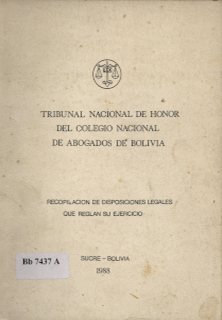 TRIBUNAL NACIONAL DE HONOR
DEL COLEGIO NACIONAL
DE ABOGADOS DE BOLIVIA
RECOPILACION DE DISPOSICIONES LEGALES
QUE REGLAN SU EJERCICIO
Bb 7437 A
SUCRE – BOLIVIA
1988